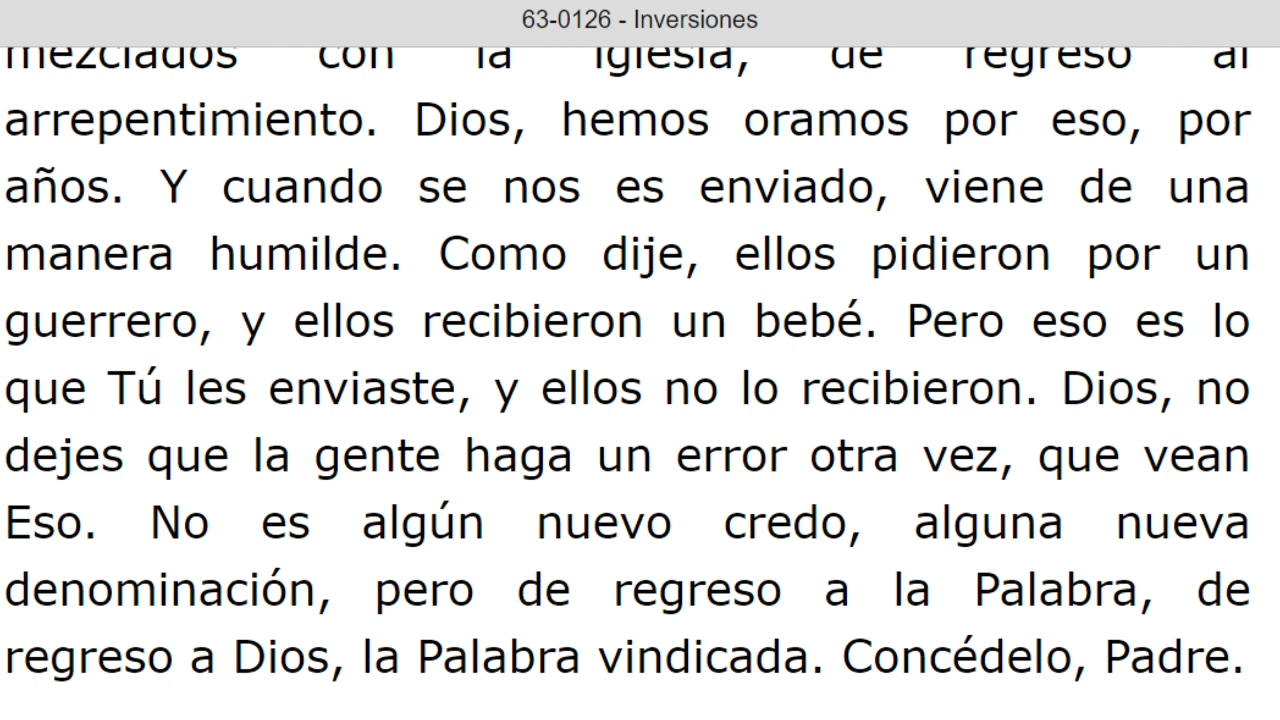 63-0126 - Inversiones
mezclados con la iglesia, de regreso al
arrepentimiento. Dios, hemos oramos por eso, por
años. Y cuando se nos es enviado, viene de una
manera humilde. Como dije, ellos pidieron por un
guerrero, y ellos recibieron un bebé. Pero eso es lo
que Tú les enviaste, y ellos no lo recibieron. Dios, no
dejes que la gente haga un error otra vez, que vean
Eso. No es algún nuevo credo, alguna nueva
denominación, pero de regreso a la Palabra, de
regreso a Dios, la Palabra vindicada. Concédelo, Padre.